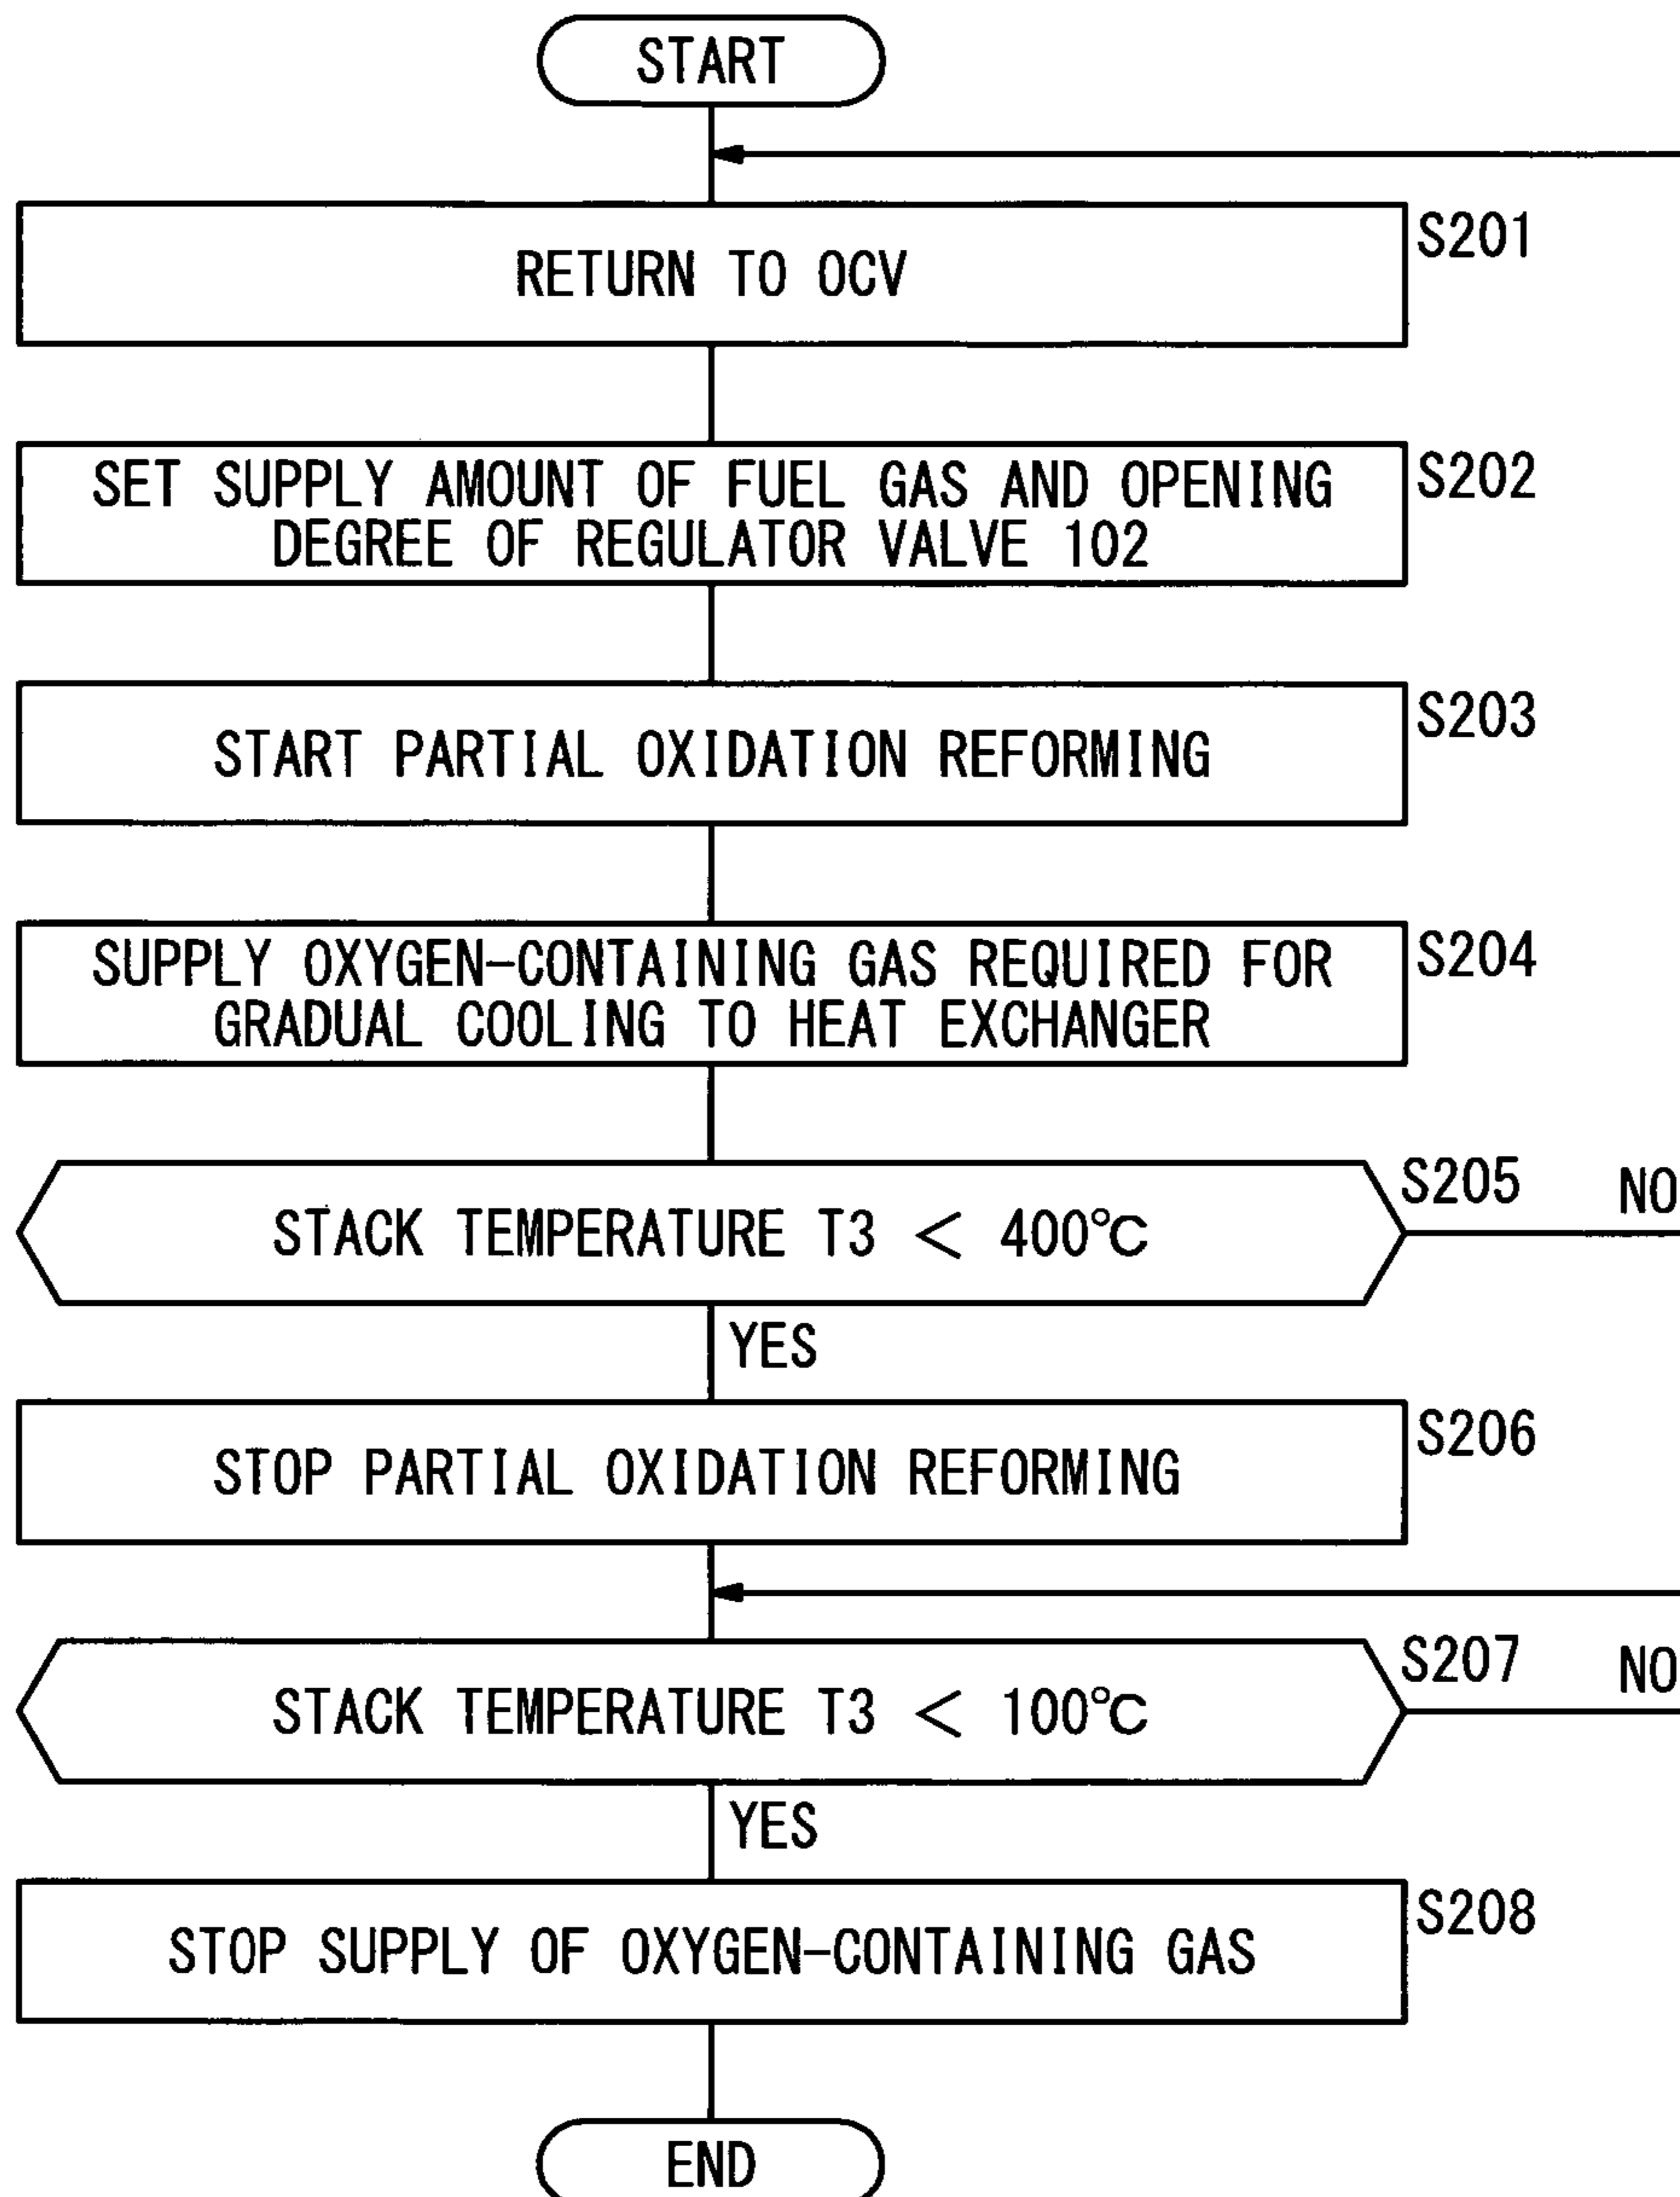 START
RETURN TO OCV
S201
SET SUPPLY AMOUNT OF FUEL GAS AND OPENING
DEGREE OF REGULATOR VALVE 102
S202
START PARTIAL OXIDATION REFORMING
S203
SUPPLY OXYGEN-CONTAINING GAS REQUIRED FOR
GRADUAL COOLING TO HEAT EXCHANGER
S204
STACK TEMPERATURE T3 < 400℃
S205
NO
YES
STOP PARTIAL OXIDATION REFORMING
S206
STACK TEMPERATURE T3 < 100℃
S207
NO
YES
STOP SUPPLY OF OXYGEN-CONTAINING GAS
S208
END